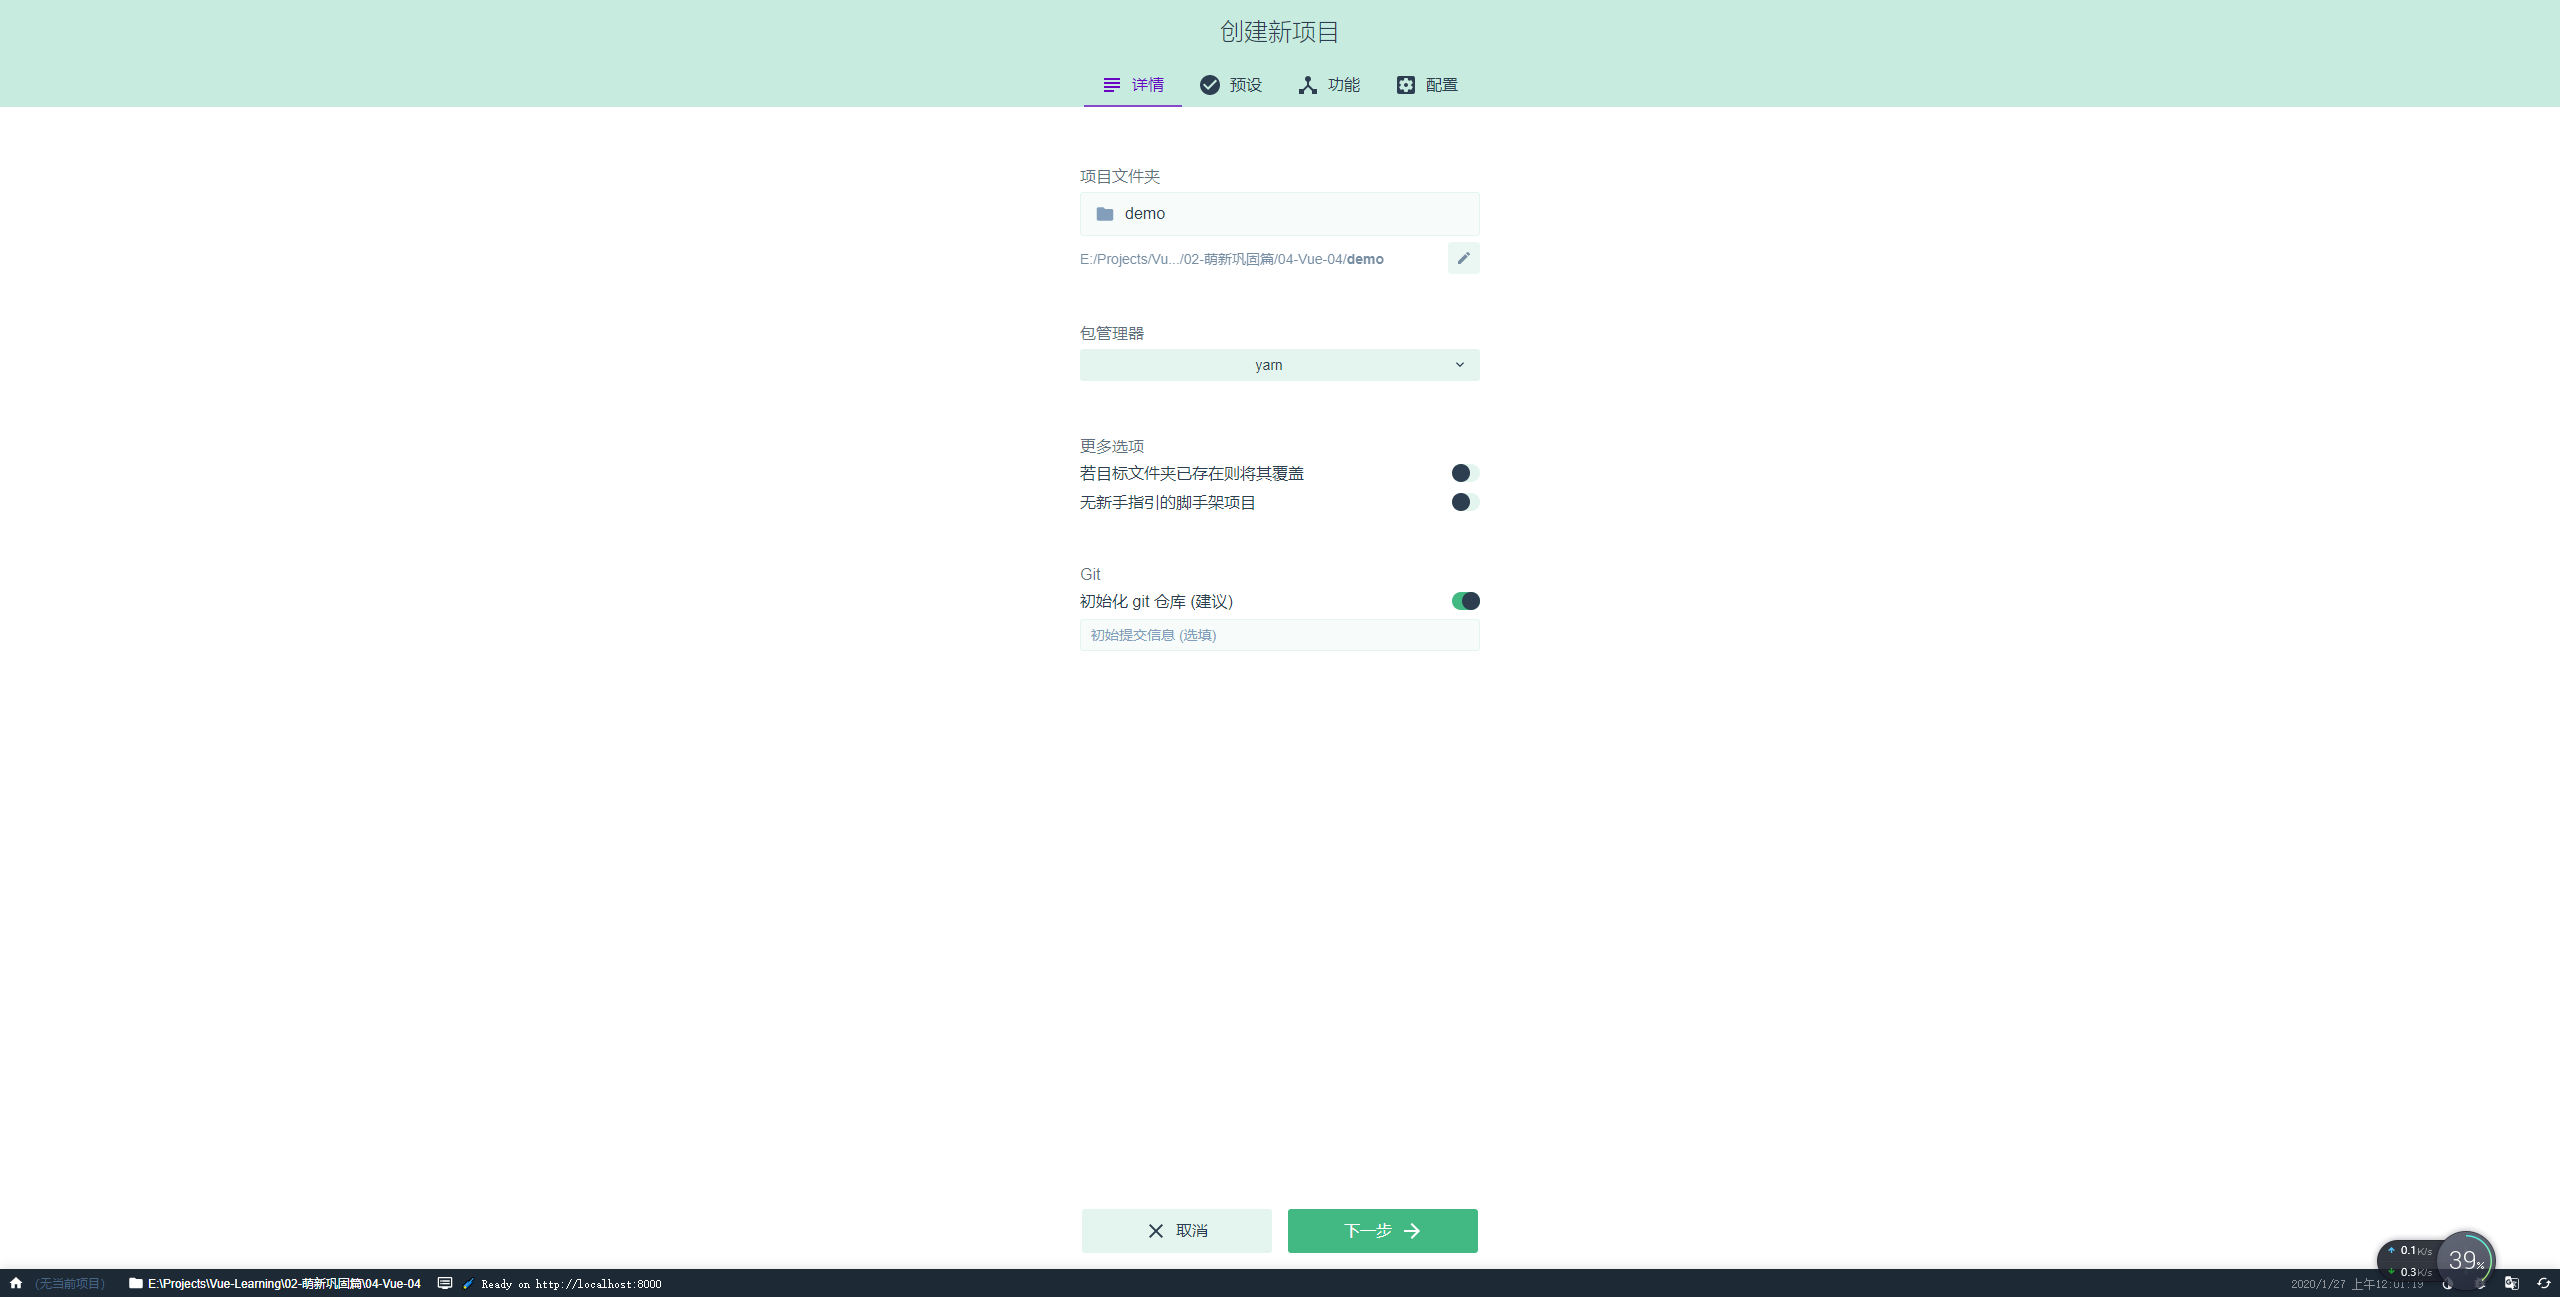 创建新项目
详情 预设 功能 配置
项目文件夹
demo
E:/Projects/Vu.../02-萌新巩固篇/04-Vue-04/demo
包管理器
yarn
更多选项
若目标文件夹已存在则将其覆盖
无新手指引的脚手架项目
Git
初始化 git 仓库 (建议)
初始提交信息 (选填)
取消 下一步
0.1K/s
39%
0.3K/s
(无当前项目) E:\Projects\Vue-Learning\02-萌新巩固篇\04-Vue-04 Ready on http://localhost:8000 2020/1/27 上午12:01:19